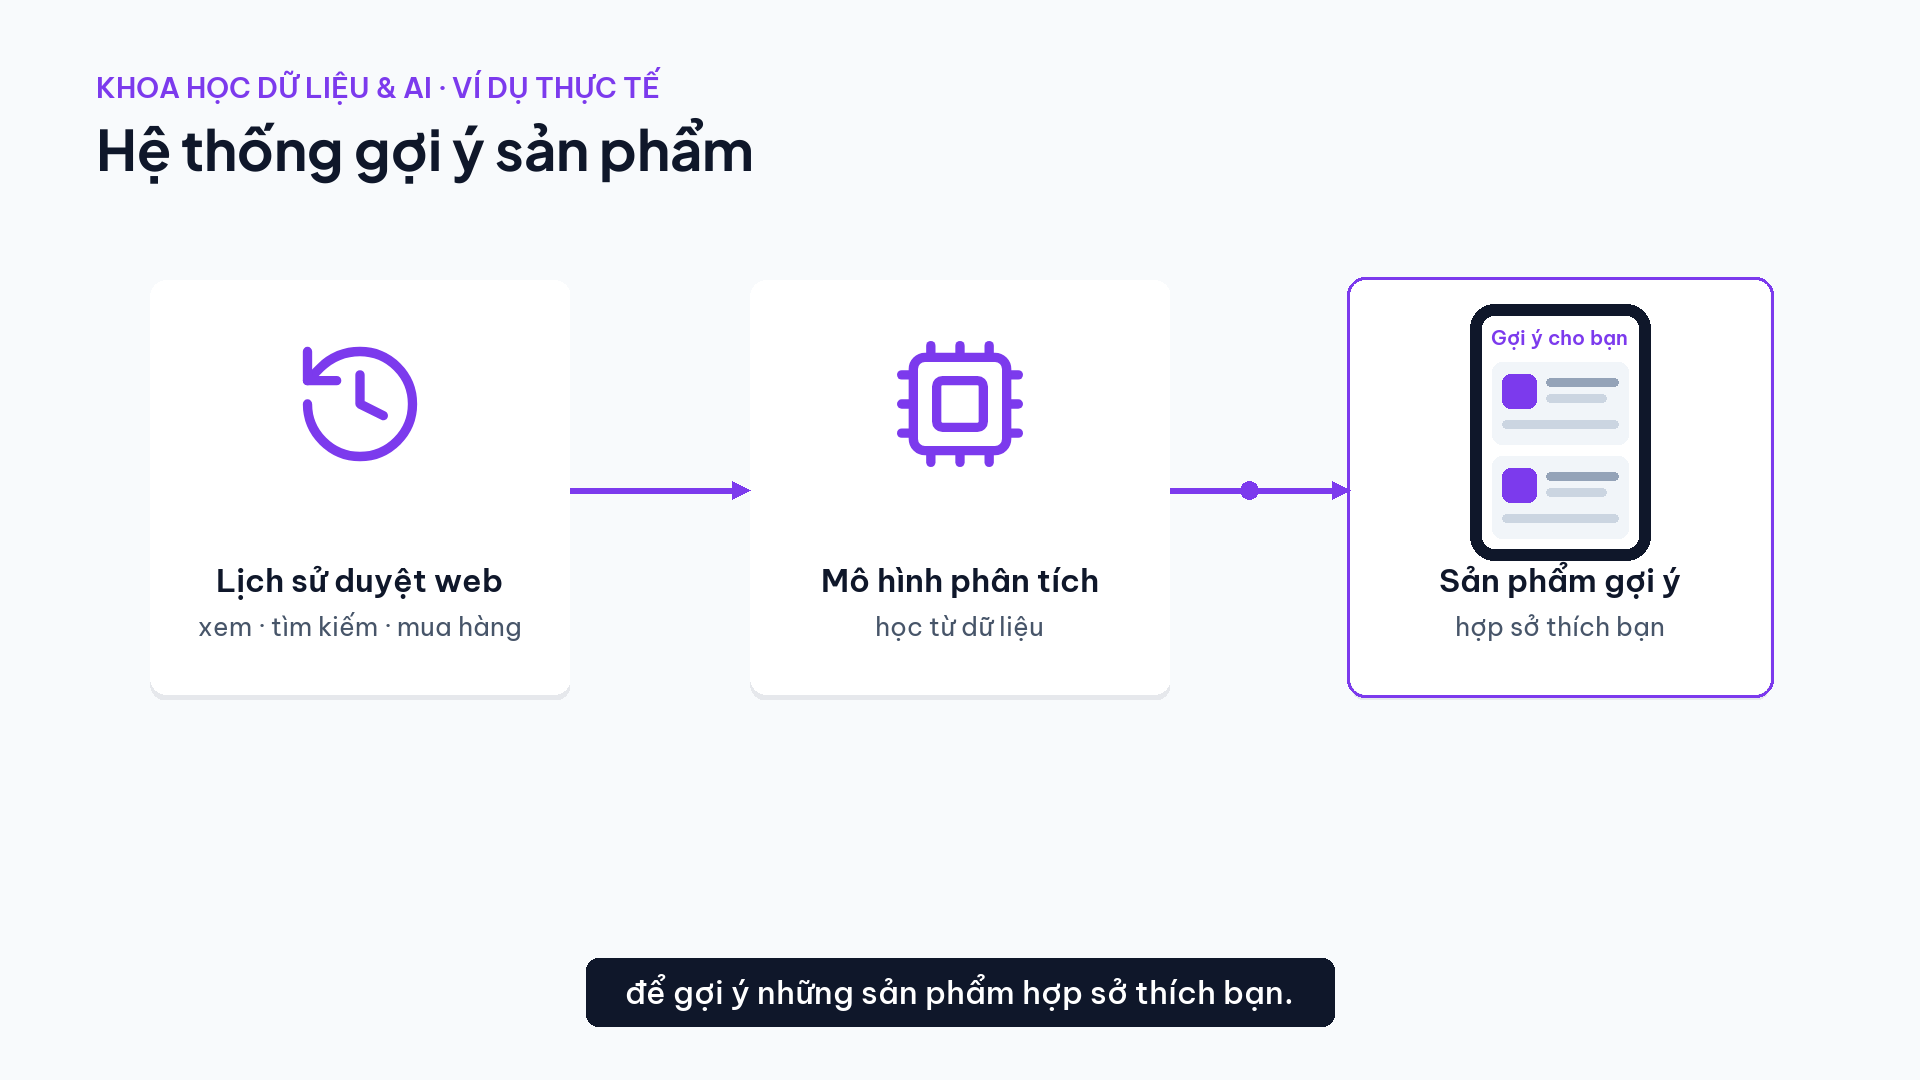 KHOA HỌC DỮ LIỆU & AI · VÍ DỤ THỰC TẾ
Hệ thống gợi ý sản phẩm
Lịch sử duyệt web
xem · tìm kiếm · mua hàng
Mô hình phân tích
học từ dữ liệu
Gợi ý cho bạn
Sản phẩm gợi ý
hợp sở thích bạn
để gợi ý những sản phẩm hợp sở thích bạn.